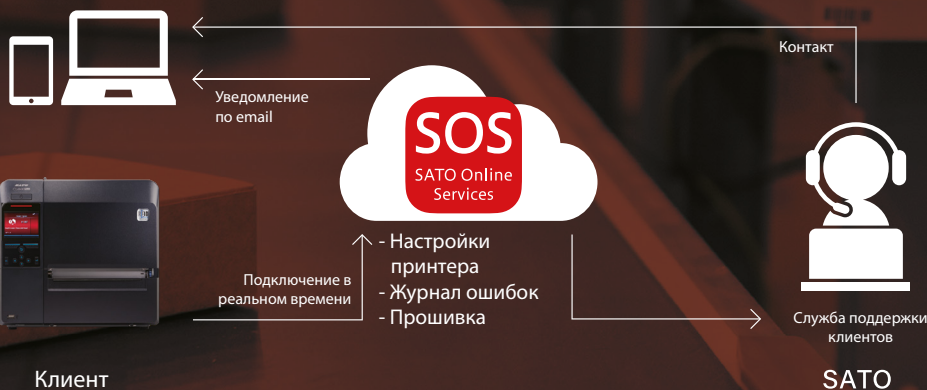 Контакт
Уведомление
по email
SOS
SATO Online
Services
- Настройки
принтера
- Журнал ошибок
- Прошивка
Подключение в
реальном времени
Служба поддержки
клиентов
Клиент
SATO